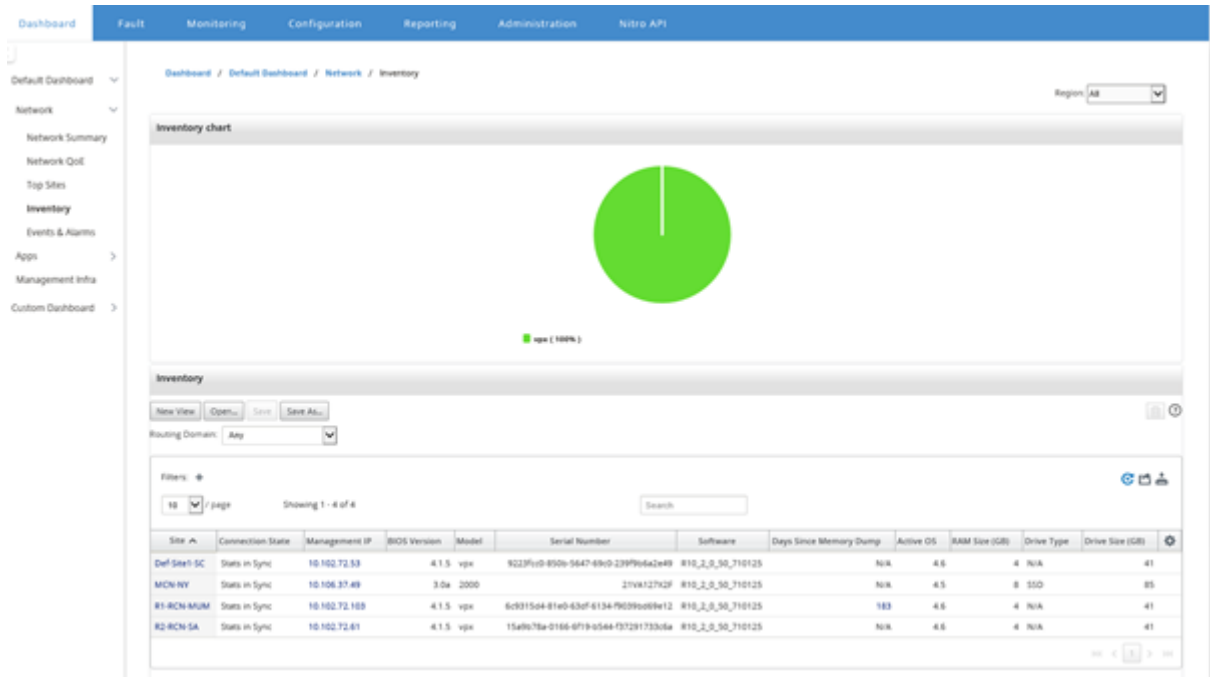 Dashboard Fault Monitoring Configuration Reporting Administration Nitro API
Dashboard / Default Dashboard / Network / Inventory
Region: All
Default Dashboard
Network
Network Summary
Network QoE
Top Sites
Inventory
Events & Alarms
Apps
Management Infra
Custom Dashboard
Inventory chart
vpx ( 100% )
Inventory
New View Open... Save Save As...
Routing Domain: Any
Filters: +
10 / page Showing 1 - 4 of 4 Search
Site Connection State Management IP BIOS Version Model Serial Number Software Days Since Memory Dump Active OS RAM Size (GB) Drive Type Drive Size (GB)
Def-Site1-SC Stats in Sync 10.102.72.53 4.1.5 vpx R10_2_0_50_710125 N/A 4.6 4 N/A 41
MCN-NY Stats in Sync 10.106.37.49 3.0a 2000 21VA127X2F R10_2_0_50_710125 N/A 4.5 8 SSD 85
R1-RCN-MUM Stats in Sync 10.102.72.103 4.1.5 vpx R10_2_0_50_710125 183 4.6 4 N/A 41
R2-RCN-SA Stats in Sync 10.102.72.61 4.1.5 vpx R10_2_0_50_710125 N/A 4.6 4 N/A 41
1